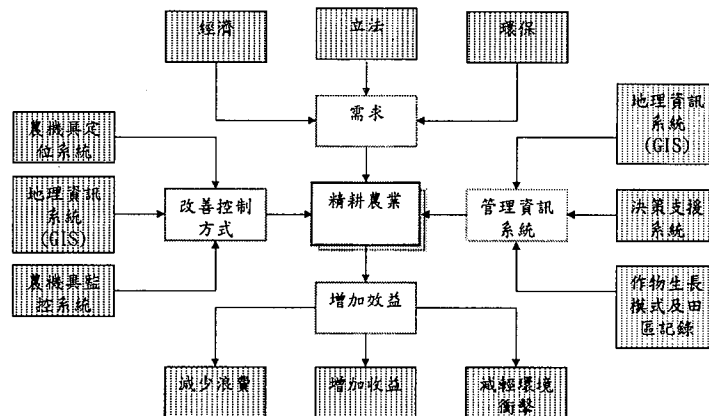 經濟
立法
環保
需求
地理資訊
系統
(GIS)
農機具定
位系統
地理資訊
系統
(GIS)
改善控制
方式
精耕農業
管理資訊
系統
決策支援
系統
農機具監
控系統
增加效益
作物生長
模式及田
區記錄
減少浪費
增加收益
減輕環境
衝擊